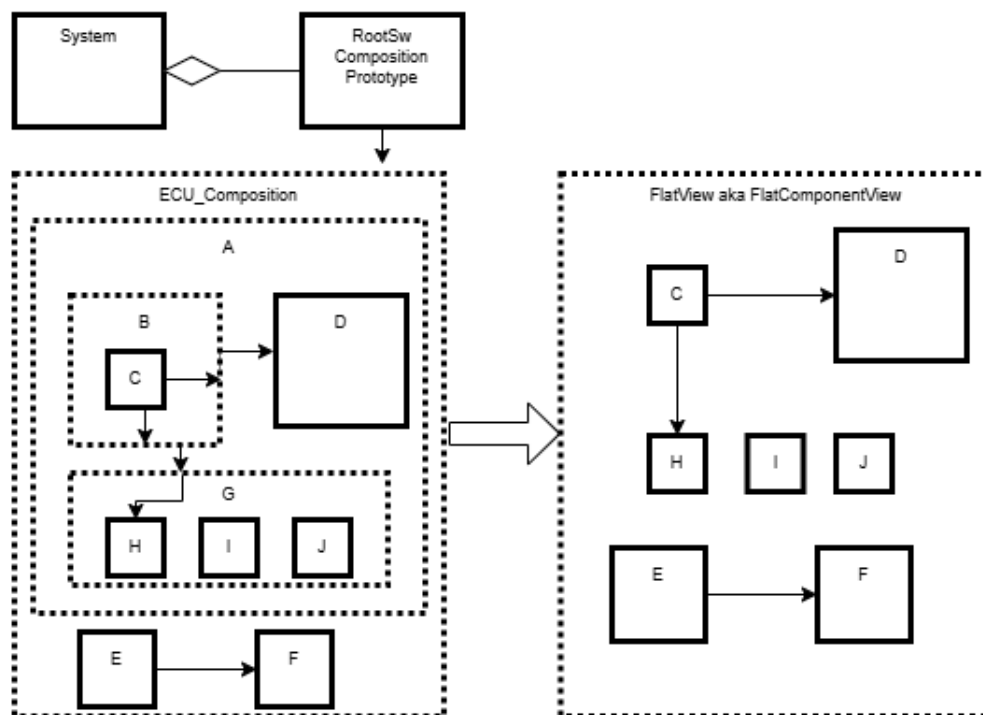 System
RootSw
Composition
Prototype
ECU_Composition
A
B
C
D
G
H
I
J
E
F
FlatView aka FlatComponentView
D
C
H
I
J
E
F